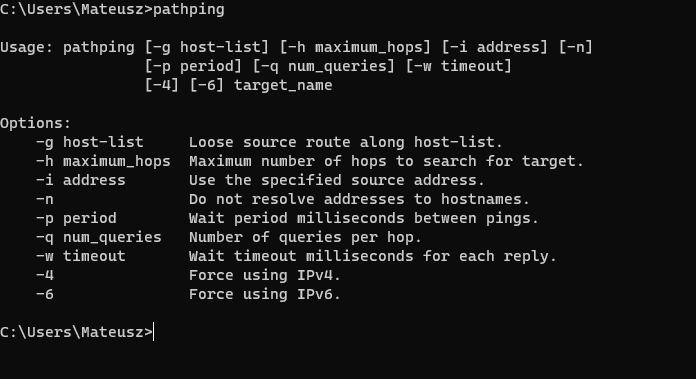 C:\Users\Mateusz>pathping

Usage: pathping [-g host-list] [-h maximum_hops] [-i address] [-n]
                [-p period] [-q num_queries] [-w timeout]
                [-4] [-6] target_name

Options:
    -g host-list     Loose source route along host-list.
    -h maximum_hops  Maximum number of hops to search for target.
    -i address       Use the specified source address.
    -n               Do not resolve addresses to hostnames.
    -p period        Wait period milliseconds between pings.
    -q num_queries   Number of queries per hop.
    -w timeout       Wait timeout milliseconds for each reply.
    -4               Force using IPv4.
    -6               Force using IPv6.

C:\Users\Mateusz>